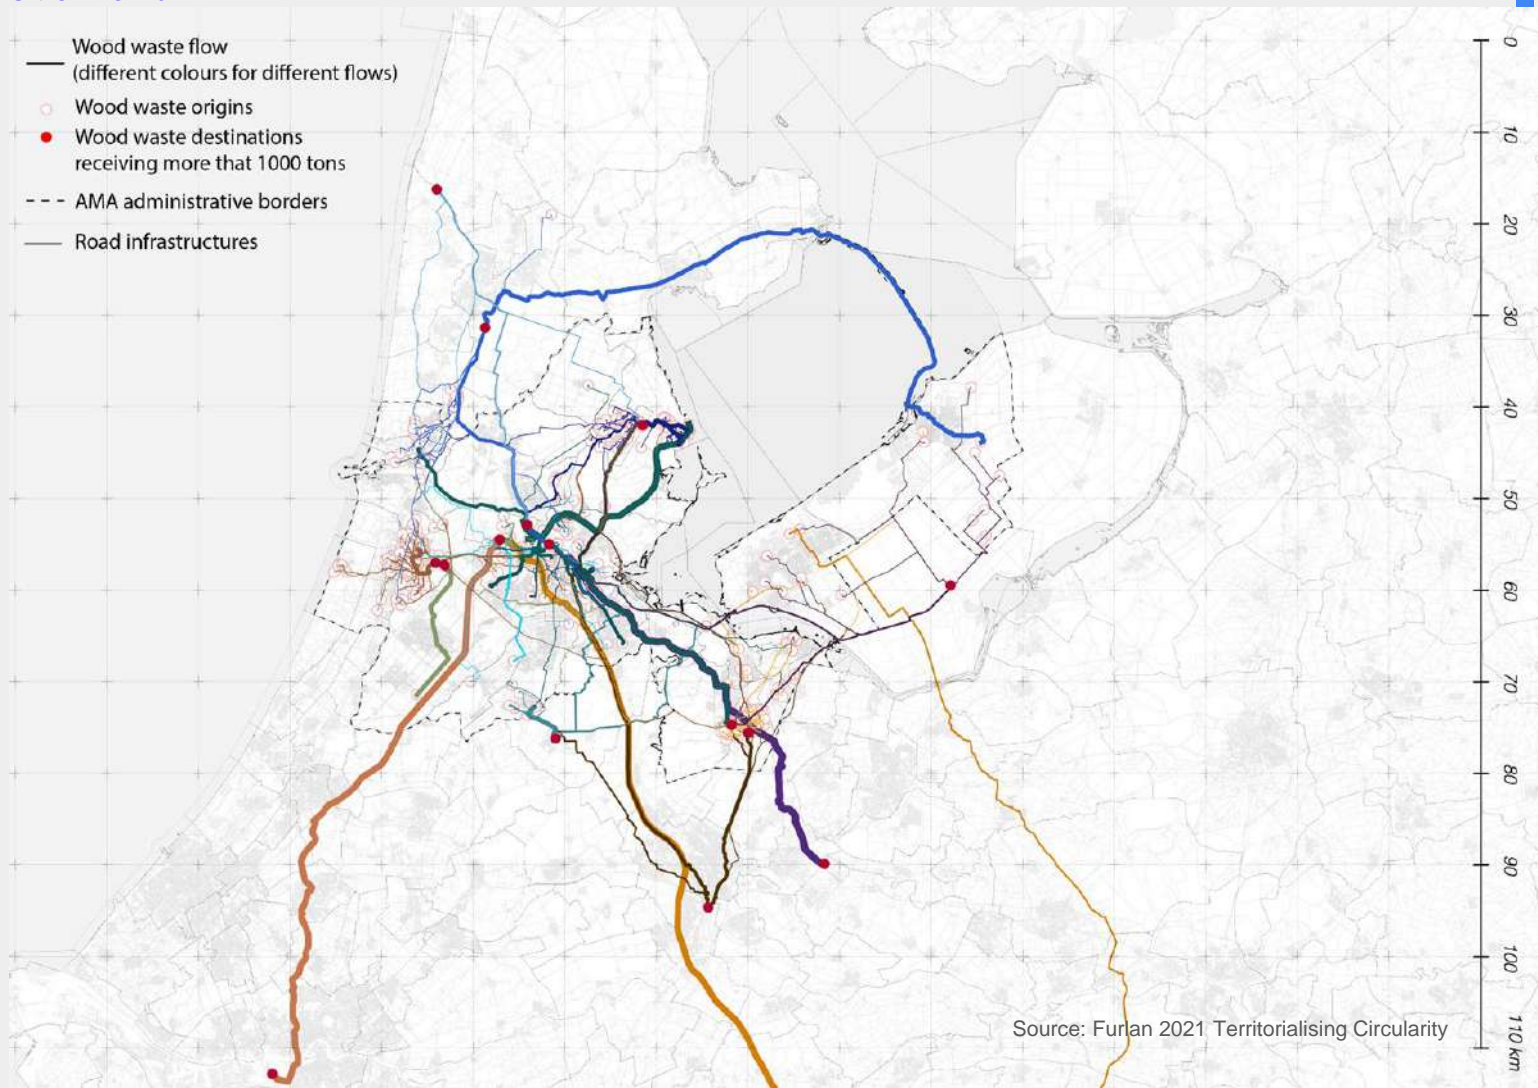 Wood waste flow
(different colours for different flows)
Wood waste origins
Wood waste destinations
receiving more that 1000 tons
AMA administrative borders
Road infrastructures
0
10
20
30
40
50
60
70
80
90
100
110 km
Source: Furlan 2021 Territorialising Circularity